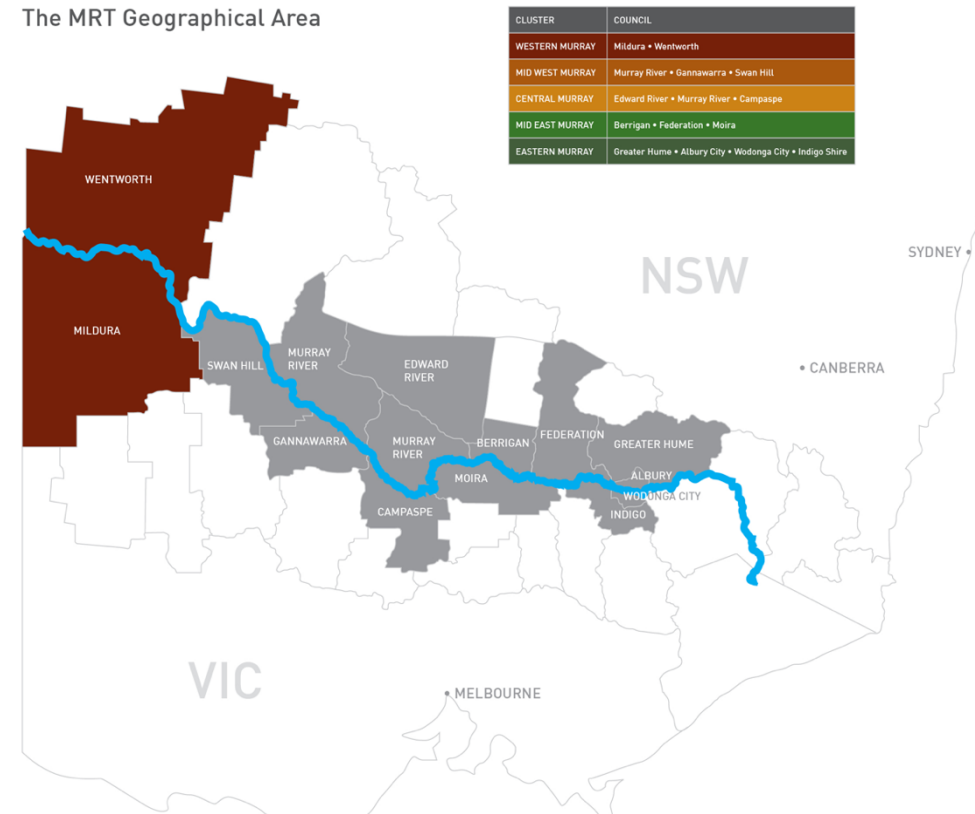 The MRT Geographical Area
CLUSTER COUNCIL
WESTERN MURRAY Mildura • Wentworth
MID WEST MURRAY Murray River • Gannawarra • Swan Hill
CENTRAL MURRAY Edward River • Murray River • Campaspe
MID EAST MURRAY Berrigan • Federation • Moira
EASTERN MURRAY Greater Hume • Albury City • Wodonga City • Indigo Shire
WENTWORTH
SYDNEY
NSW
MILDURA
SWAN HILL
MURRAY
RIVER
EDWARD
RIVER
CANBERRA
GANNAWARRA
MURRAY
RIVER
BERRIGAN
FEDERATION
GREATER HUME
MOIRA
ALBURY
WODONGA CITY
CAMPASPE
INDIGO
VIC
MELBOURNE